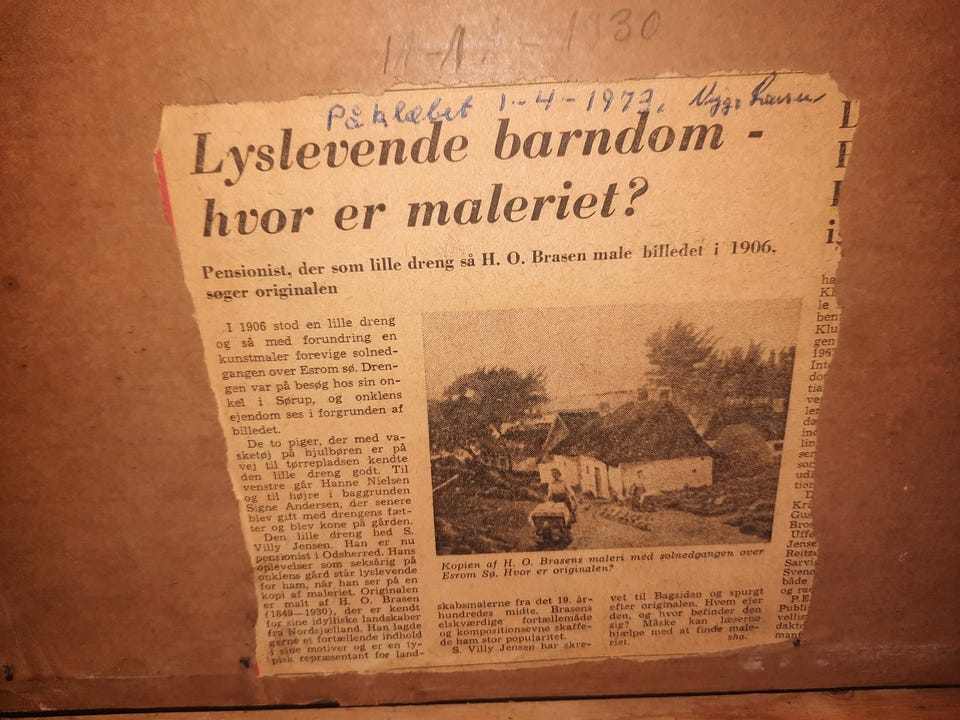 11-11-1930
Påklæbet 1-4-1973.
Lyslevende barndom -
hvor er maleriet?
Pensionist, der som lille dreng så H. O. Brasen male billedet i 1906,
søger originalen
I 1906 stod en lille dreng
og så med forundring en
kunstmaler forevige solned-
gangen over Esrom sø. Dren-
gen var på besøg hos sin on-
kel i Sørup, og onklens
ejendom ses i forgrunden af
billedet.
De to piger, der med va-
sketøj på hjulbøren er på
vej til tørrepladsen kendte
den lille dreng godt. Til
venstre går Hanne Nielsen
og til højre i baggrunden
Signe Andersen, der senere
blev gift med drengens fæt-
ter og blev kone på gården.
Den lille dreng hed S.
Villy Jensen. Han er nu
pensionist i Odsherred. Hans
oplevelser som seksårig på
onklens gård står lyslevende
for ham, når han ser på en
kopi af maleriet. Originalen
er malt af H. O. Brasen
(1849—1930), der er kendt
for sine idylliske landskaber
fra Nordsjælland. Han lagde
gerne et fortællende indhold
i sine motiver og er en ty-
pisk repræsentant for land-
Kopien af H. O. Brasens maleri med solnedgangen over
Esrom Sø. Hvor er originalen?
skabsmalerne fra det 19. år-
hundredes midte. Brasens
elskværdige fortællemåde
og kompositionsevne skaffe-
de ham stor popularitet.
S. Villy Jensen har skre-
vet til Bagsiden og spurgt
efter originalen. Hvem ejer
den, og hvor befinder den
sig? Måske kan læserne
hjælpe med at finde male-
riet. sha.